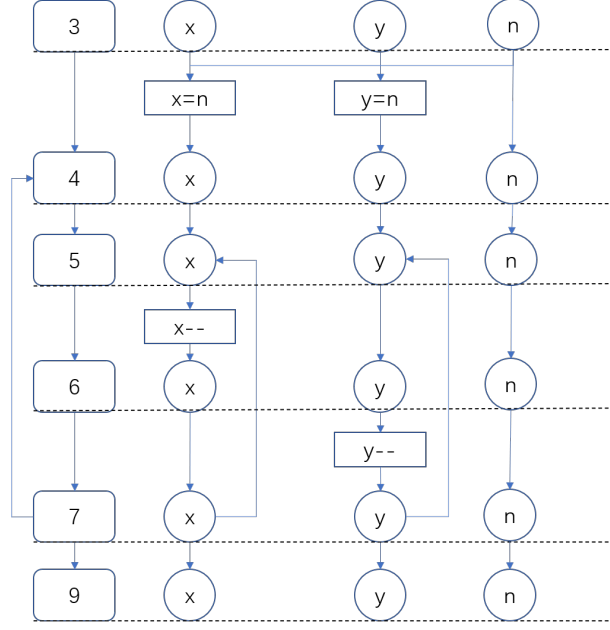 3 x y n
x=n y=n
4 x y n
5 x y n
x--
6 x y n
y--
7 x y n
9 x y n